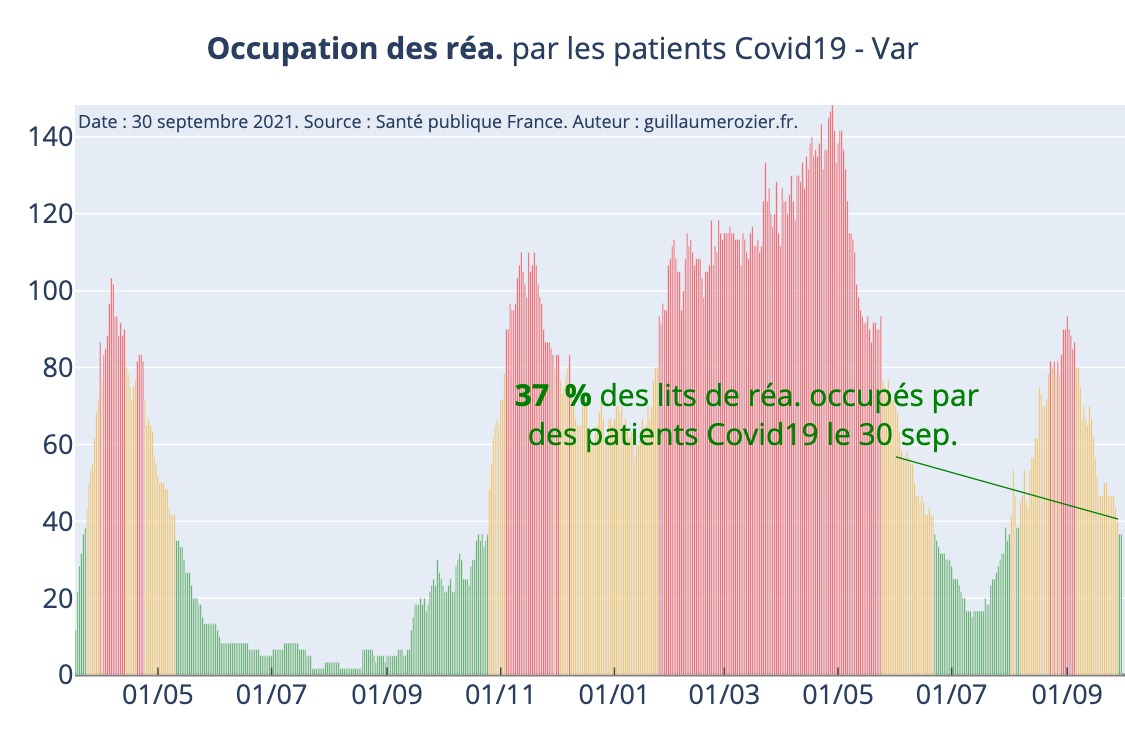 Occupation des réa. par les patients Covid19 - Var
Date : 30 septembre 2021. Source : Santé publique France. Auteur : guillaumerozier.fr.
140
120
100
80
60
40
20
0
37 % des lits de réa. occupés par
des patients Covid19 le 30 sep.
01/05 01/07 01/09 01/11 01/01 01/03 01/05 01/07 01/09